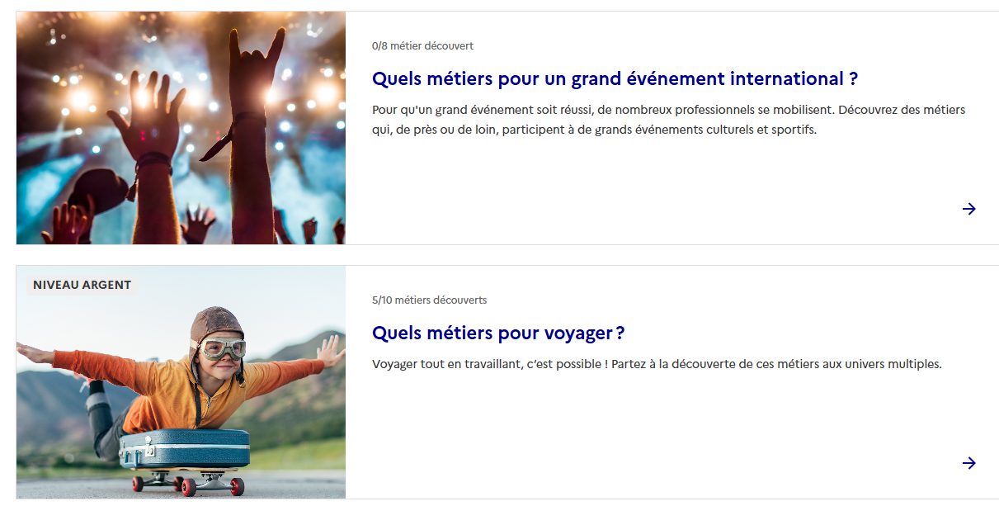 0/8 métier découvert
Quels métiers pour un grand événement international ?
Pour qu'un grand événement soit réussi, de nombreux professionnels se mobilisent. Découvrez des métiers
qui, de près ou de loin, participent à de grands événements culturels et sportifs.
NIVEAU ARGENT
5/10 métiers découverts
Quels métiers pour voyager ?
Voyager tout en travaillant, c’est possible ! Partez à la découverte de ces métiers aux univers multiples.